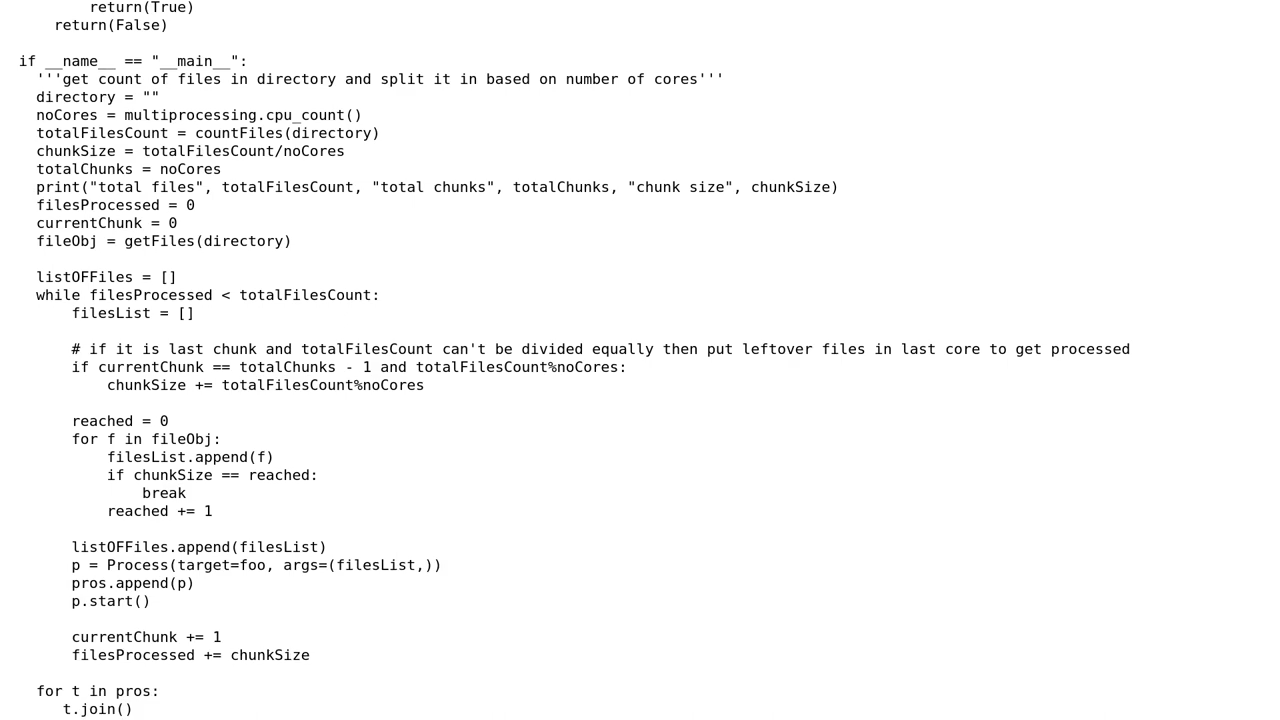 return(True)
    return(False)

if __name__ == "__main__":
  '''get count of files in directory and split it in based on number of cores'''
  directory = ""
  noCores = multiprocessing.cpu_count()
  totalFilesCount = countFiles(directory)
  chunkSize = totalFilesCount/noCores
  totalChunks = noCores
  print("total files", totalFilesCount, "total chunks", totalChunks, "chunk size", chunkSize)
  filesProcessed = 0
  currentChunk = 0
  fileObj = getFiles(directory)

  listOFFiles = []
  while filesProcessed < totalFilesCount:
      filesList = []

      # if it is last chunk and totalFilesCount can't be divided equally then put leftover files in last core to get processed
      if currentChunk == totalChunks - 1 and totalFilesCount%noCores:
          chunkSize += totalFilesCount%noCores

      reached = 0
      for f in fileObj:
          filesList.append(f)
          if chunkSize == reached:
              break
          reached += 1

      listOFFiles.append(filesList)
      p = Process(target=foo, args=(filesList,))
      pros.append(p)
      p.start()

      currentChunk += 1
      filesProcessed += chunkSize

  for t in pros:
     t.join()